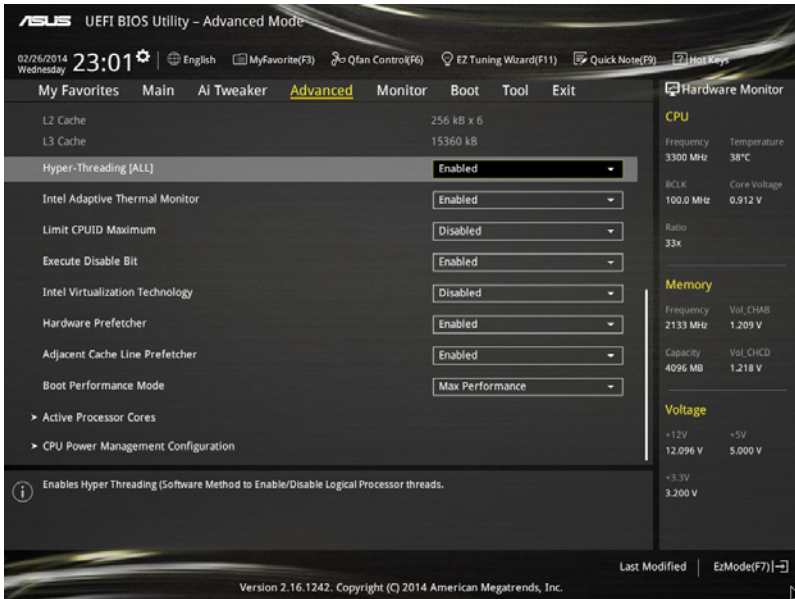 ASUS UEFI BIOS Utility – Advanced Mode
02/26/2014
Wednesday
23:01
English
MyFavorite(F3)
Qfan Control(F6)
EZ Tuning Wizard(F11)
Quick Note(F9)
? Hot Keys
My Favorites
Main
Ai Tweaker
Advanced
Monitor
Boot
Tool
Exit
L2 Cache 256 kB x 6
L3 Cache 15360 kB
Hyper-Threading [ALL] Enabled
Intel Adaptive Thermal Monitor Enabled
Limit CPUID Maximum Disabled
Execute Disable Bit Enabled
Intel Virtualization Technology Disabled
Hardware Prefetcher Enabled
Adjacent Cache Line Prefetcher Enabled
Boot Performance Mode Max Performance
> Active Processor Cores
> CPU Power Management Configuration
Enables Hyper Threading (Software Method to Enable/Disable Logical Processor threads.
Hardware Monitor
CPU
Frequency Temperature
3300 MHz 38°C
BCLK Core Voltage
100.0 MHz 0.912 V
Ratio
33x
Memory
Frequency Vol_CHAB
2133 MHz 1.209 V
Capacity Vol_CHCD
4096 MB 1.218 V
Voltage
+12V +5V
12.096 V 5.000 V
+3.3V
3.200 V
Last Modified
EzMode(F7)
Version 2.16.1242. Copyright (C) 2014 American Megatrends, Inc.